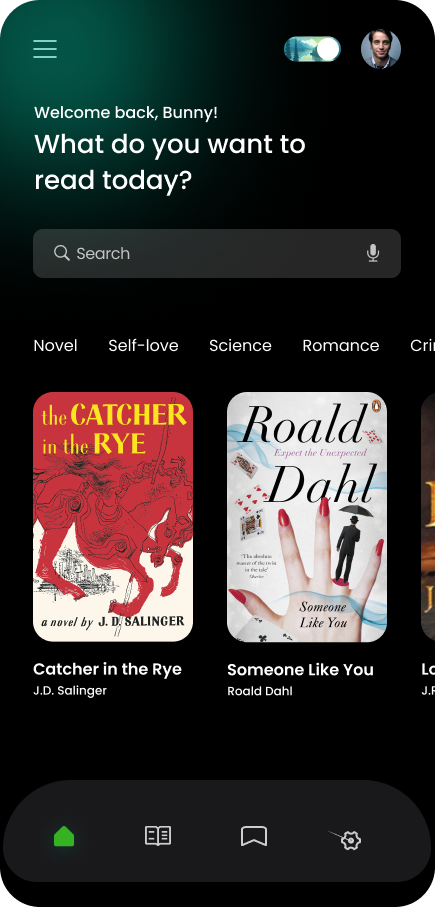 Welcome back, Bunny!
What do you want to
read today?
Search
Novel Self-love Science Romance Cri
the CATCHER
in the RYE
a novel by J. D. SALINGER
Roald
Expect the Unexpected
Dahl
'The absolute
master of the twist
in the tale'
Observer
Someone
Like You
Catcher in the Rye
J.D. Salinger
Someone Like You
Roald Dahl
Lo
J.R